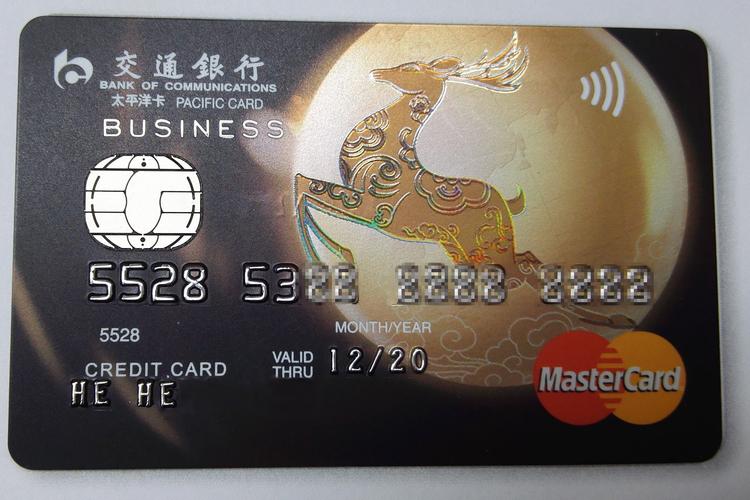 交通銀行
BANK OF COMMUNICATIONS
太平洋卡 PACIFIC CARD
BUSINESS
5528 53
5528
MONTH/YEAR
CREDIT CARD
VALID THRU 12/20
HE HE
MasterCard